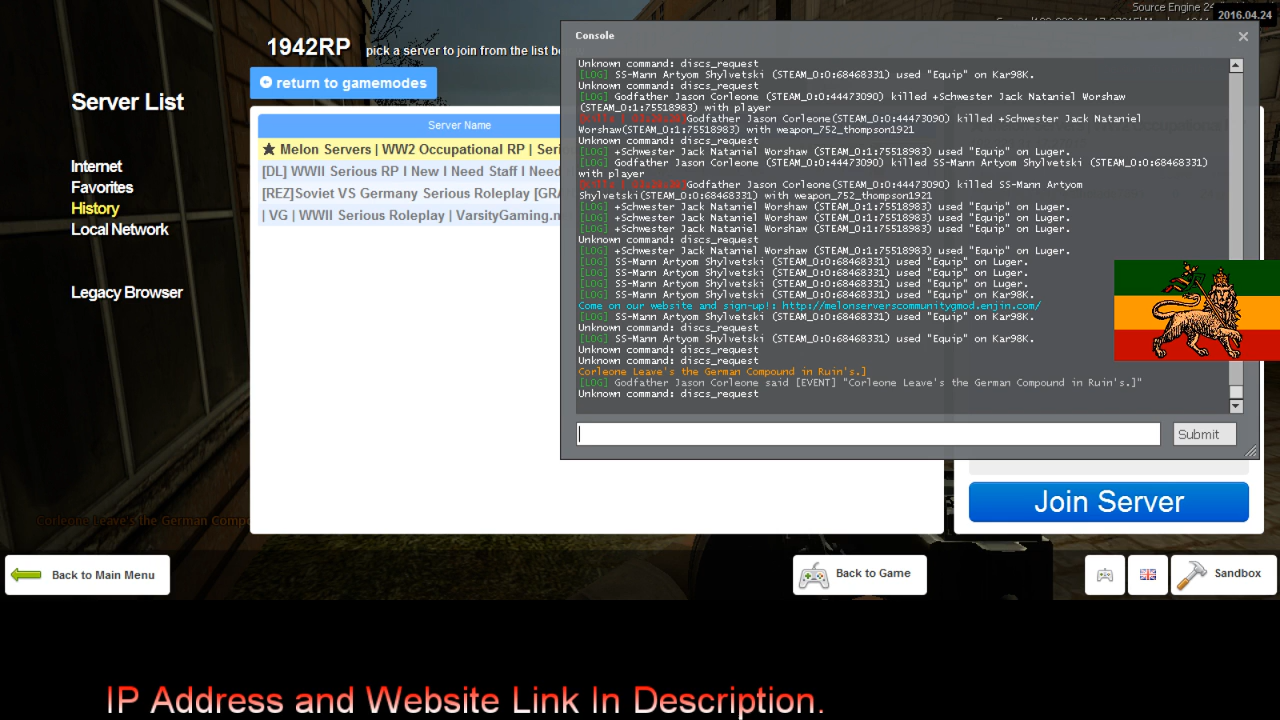 Source Engine 24
2016.04.24
1942RP pick a server to join from the list be
return to gamemodes
Server List
Internet
Favorites
History
Local Network
Legacy Browser
Server Name
Melon Servers | WW2 Occupational RP | Seri
[DL] WWII Serious RP I New I Need Staff I Need
[REZ]Soviet VS Germany Serious Roleplay [GRA
| VG | WWII Serious Roleplay | VarsityGaming.n
Console
Unknown command: discs_request
[LOG] SS-Mann Artyom Shylvetski (STEAM_0:0:68468331) used "Equip" on Kar98K.
Unknown command: discs_request
[LOG] Godfather Jason Corleone (STEAM_0:0:44473090) killed +Schwester Jack Nataniel Worshaw
(STEAM_0:1:75518983) with player
Godfather Jason Corleone(STEAM_0:0:44473090) killed +Schwester Jack Nataniel
Worshaw(STEAM_0:1:75518983) with weapon_752_thompson1921
Unknown command: discs_request
[LOG] +Schwester Jack Nataniel Worshaw (STEAM_0:1:75518983) used "Equip" on Luger.
[LOG] Godfather Jason Corleone (STEAM_0:0:44473090) killed SS-Mann Artyom Shylvetski (STEAM_0:0:68468331)
with player
Godfather Jason Corleone(STEAM_0:0:44473090) killed SS-Mann Artyom
Shylvetski(STEAM_0:0:68468331) with weapon_752_thompson1921
[LOG] +Schwester Jack Nataniel Worshaw (STEAM_0:1:75518983) used "Equip" on Luger.
[LOG] +Schwester Jack Nataniel Worshaw (STEAM_0:1:75518983) used "Equip" on Luger.
[LOG] +Schwester Jack Nataniel Worshaw (STEAM_0:1:75518983) used "Equip" on Luger.
Unknown command: discs_request
[LOG] +Schwester Jack Nataniel Worshaw (STEAM_0:1:75518983) used "Equip" on Luger.
[LOG] SS-Mann Artyom Shylvetski (STEAM_0:0:68468331) used "Equip" on Luger.
[LOG] SS-Mann Artyom Shylvetski (STEAM_0:0:68468331) used "Equip" on Luger.
[LOG] SS-Mann Artyom Shylvetski (STEAM_0:0:68468331) used "Equip" on Luger.
[LOG] SS-Mann Artyom Shylvetski (STEAM_0:0:68468331) used "Equip" on Kar98K.
Come on our website and sign-up!: http://melonserverscommunitygmod.enjin.com/
[LOG] SS-Mann Artyom Shylvetski (STEAM_0:0:68468331) used "Equip" on Kar98K.
Unknown command: discs_request
[LOG] SS-Mann Artyom Shylvetski (STEAM_0:0:68468331) used "Equip" on Kar98K.
Unknown command: discs_request
Unknown command: discs_request
Corleone Leave's the German Compound in Ruin's.]
[LOG] Godfather Jason Corleone said [EVENT] "Corleone Leave's the German Compound in Ruin's.]"
Unknown command: discs_request
Submit
Join Server
Corleone Leave's the German Compo
Back to Main Menu
Back to Game
Sandbox
IP Address and Website Link In Description.